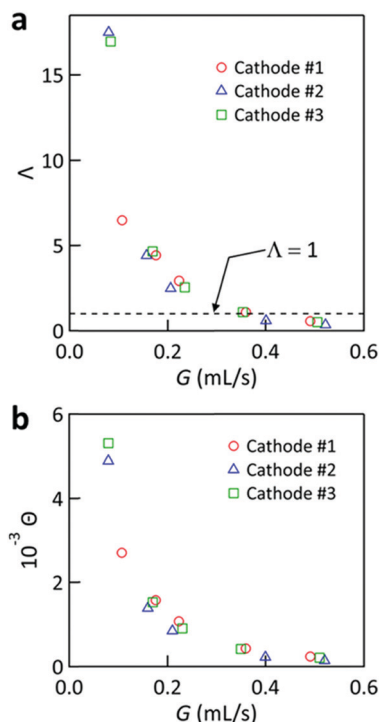 a
15
10
5
0
Λ
Cathode #1
Cathode #2
Cathode #3
Λ = 1
0.0 0.2 0.4 0.6
G (mL/s)
b
6
4
2
0
10⁻³ Θ
Cathode #1
Cathode #2
Cathode #3
0.0 0.2 0.4 0.6
G (mL/s)